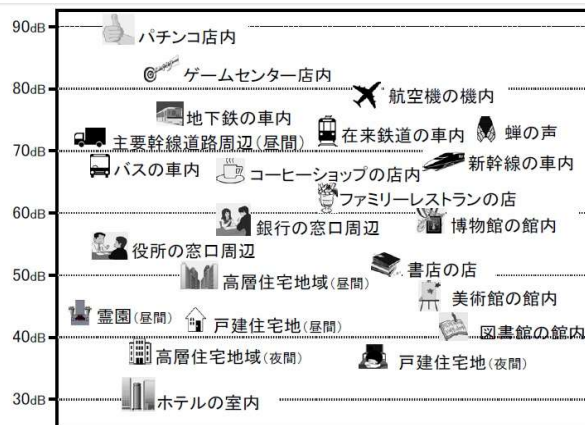 90dB
パチンコ店内
ゲームセンター店内
80dB
航空機の機内
地下鉄の車内
主要幹線道路周辺(昼間)
在来鉄道の車内
蝉の声
70dB
バスの車内
コーヒーショップの店内
新幹線の車内
ファミリーレストランの店
60dB
銀行の窓口周辺
博物館の館内
役所の窓口周辺
50dB
高層住宅地域(昼間)
書店の店
美術館の館内
霊園(昼間)
戸建住宅地(昼間)
図書館の館内
40dB
高層住宅地域(夜間)
戸建住宅地(夜間)
30dB
ホテルの室内